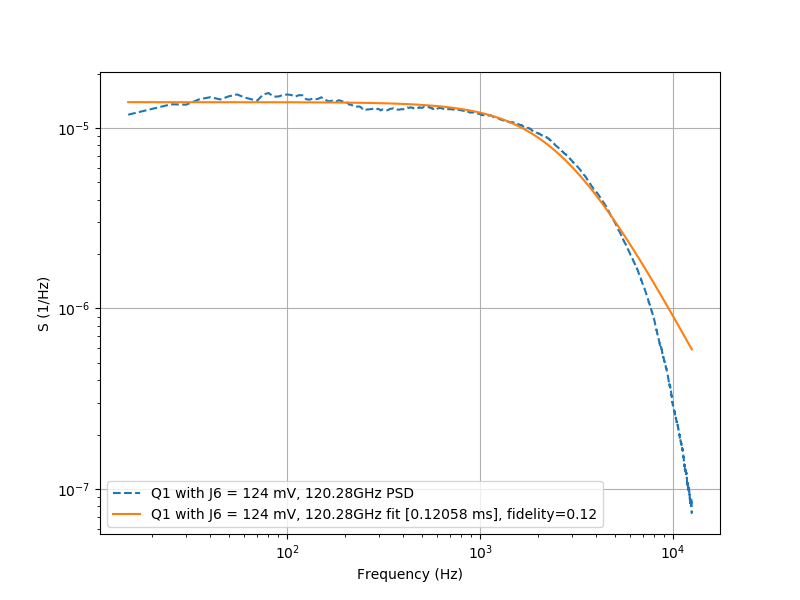 10⁻⁵
10⁻⁶
10⁻⁷
S (1/Hz)
Q1 with J6 = 124 mV, 120.28GHz PSD
Q1 with J6 = 124 mV, 120.28GHz fit [0.12058 ms], fidelity=0.12
10² 10³ 10⁴
Frequency (Hz)